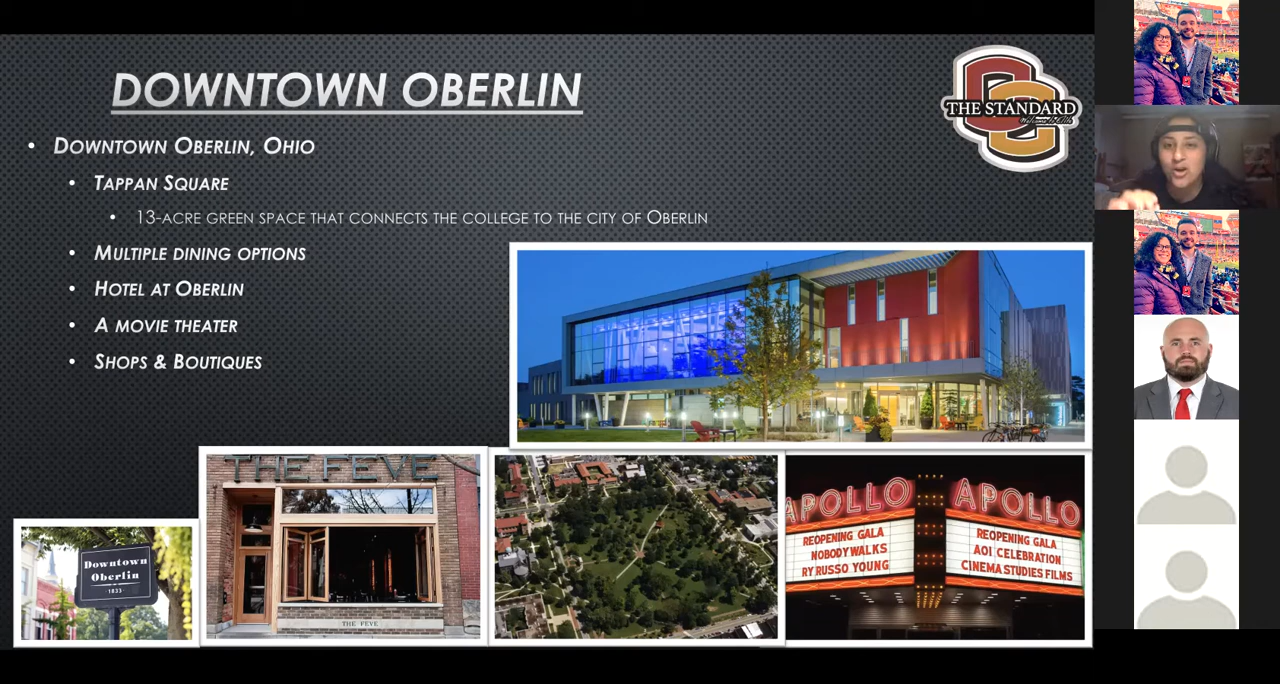 DOWNTOWN OBERLIN
THE STANDARD
• DOWNTOWN OBERLIN, OHIO
• TAPPAN SQUARE
• 13-ACRE GREEN SPACE THAT CONNECTS THE COLLEGE TO THE CITY OF OBERLIN
• MULTIPLE DINING OPTIONS
• HOTEL AT OBERLIN
• A MOVIE THEATER
• SHOPS & BOUTIQUES
Downtown
Oberlin
1833
THE FEVE
THE FEVE
APOLLO
REOPENING GALA
NOBODY WALKS
RY RUSSO YOUNG
APOLLO
REOPENING GALA
AOI CELEBRATION
CINEMA STUDIES FILMS